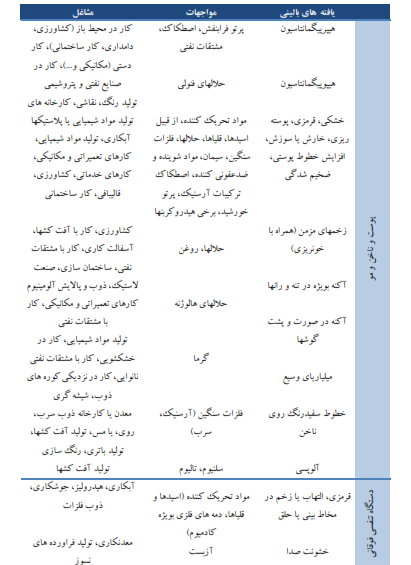 یافته های بالینی مواجهات مشاغل
هیپرپیگمانتاسیون پرتو فرابنفش، اصطکاک، کار در محیط باز (کشاورزی،
مشتقات نفتی دامداری، کار ساختمانی)، کار
دستی (مکانیکی و...)، کار در
هیپوپیگمانتاسیون حلالهای فنولی صنایع نفتی و پتروشیمی
تولید رنگ، نقاشی، کارخانه های
خشکی، قرمزی، پوسته مواد تحریک کننده، از قبیل تولید مواد شیمیایی یا پلاستیکها
ریزی، خارش یا سوزش، اسیدها، قلیاها، حلالها، فلزات آبکاری، تولید مواد شیمیایی،
افزایش خطوط پوستی، سنگین، سیمان، مواد شوینده و کارهای تعمیراتی و مکانیکی،
ضخیم شدگی ضدعفونی کننده، اصطکاک کارهای خدماتی، کشاورزی،
ترکیبات آرسنیک، پرتو قالیبافی، کار ساختمانی
خورشید، برخی هیدروکربنها
زخمهای مزمن (همراه با کشاورزی، کار با آفت کشها،
خونریزی) حلالها، روغن آسفالت کاری، کار با مشتقات
نفتی، ساختمان سازی، صنعت
آکنه بویژه در تنه و رانها لاستیک، ذوب و پالایش آلومینیوم
حلالهای هالوژنه کارهای تعمیراتی و مکانیکی، کار
آکنه در صورت و پشت با مشتقات نفتی
گوشها تولید مواد شیمیایی، کار در
گرما خشکشویی، کار با مشتقات نفتی
میلیاریای وسیع نانوایی، کار در نزدیکی کوره های
ذوب، شیشه گری
خطوط سفیدرنگ روی فلزات سنگین (آرسنیک، معدن یا کارخانه ذوب سرب،
ناخن سرب) روی، یا مس، تولید آفت کشها،
تولید باتری، رنگ سازی
آلوپسی سلنیوم، تالیوم تولید آفت کشها
پوست و ناخن و مو
قرمزی، التهاب یا زخم در مواد تحریک کننده (اسیدها و آبکاری، هیدرولیز، جوشکاری،
مخاط بینی یا حلق قلیاها، دمه های فلزی بویژه ذوب فلزات
کادمیوم)
خشونت صدا آزبست معدنکاری، تولید فراورده های
نسوز
دستگاه تنفسی فوقانی